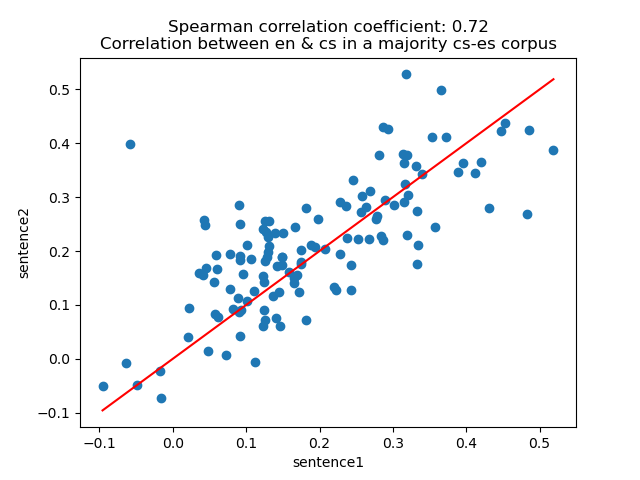 Spearman correlation coefficient: 0.72
Correlation between en & cs in a majority cs-es corpus
sentence2
0.5
0.4
0.3
0.2
0.1
0.0
−0.1
−0.1 0.0 0.1 0.2 0.3 0.4 0.5
sentence1